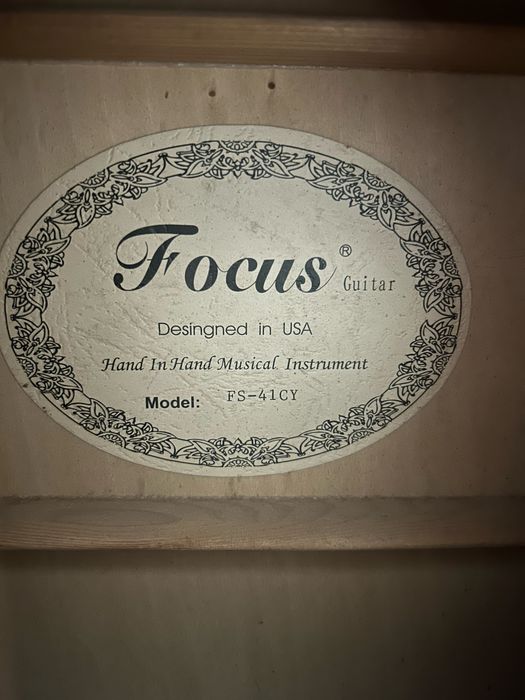 Focus® Guitar
Desingned in USA
Hand In Hand Musical Instrument
Model: FS-41CY